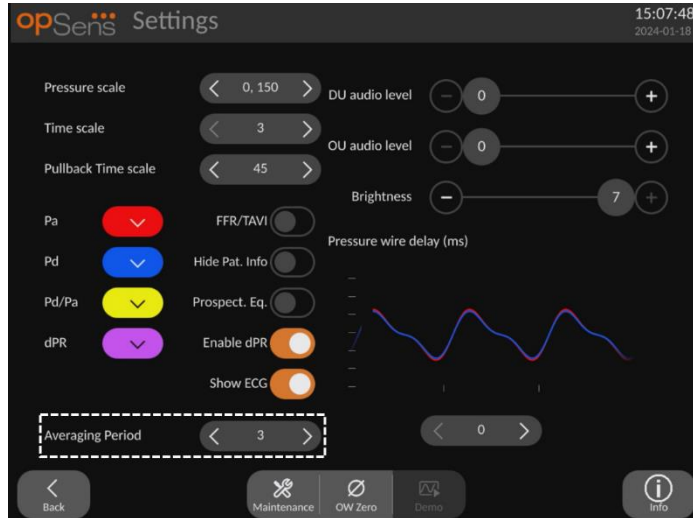 opSens Settings
15:07:48
2024-01-18
Pressure scale
0, 150
Time scale
3
Pullback Time scale
45
Pa
Pd
Pd/Pa
dPR
FFR/TAVI
Hide Pat. Info
Prospect. Eq.
Enable dPR
Show ECG
Averaging Period
3
DU audio level
0
OU audio level
0
Brightness
7
Pressure wire delay (ms)
0
Back
Maintenance
OW Zero
Demo
Info